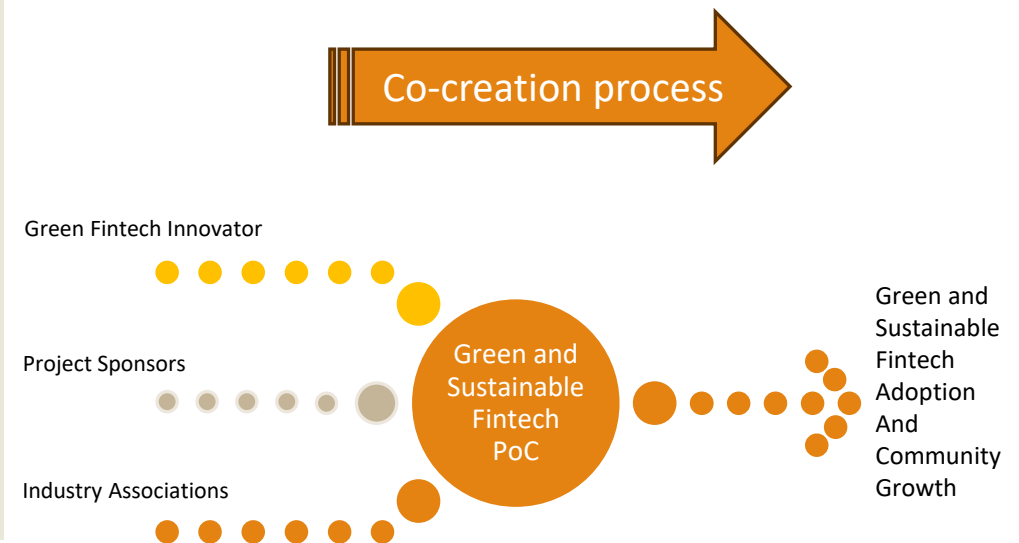 Co-creation process
Green Fintech Innovator
Project Sponsors
Industry Associations
Green and
Sustainable
Fintech
PoC
Green and
Sustainable
Fintech
Adoption
And
Community
Growth